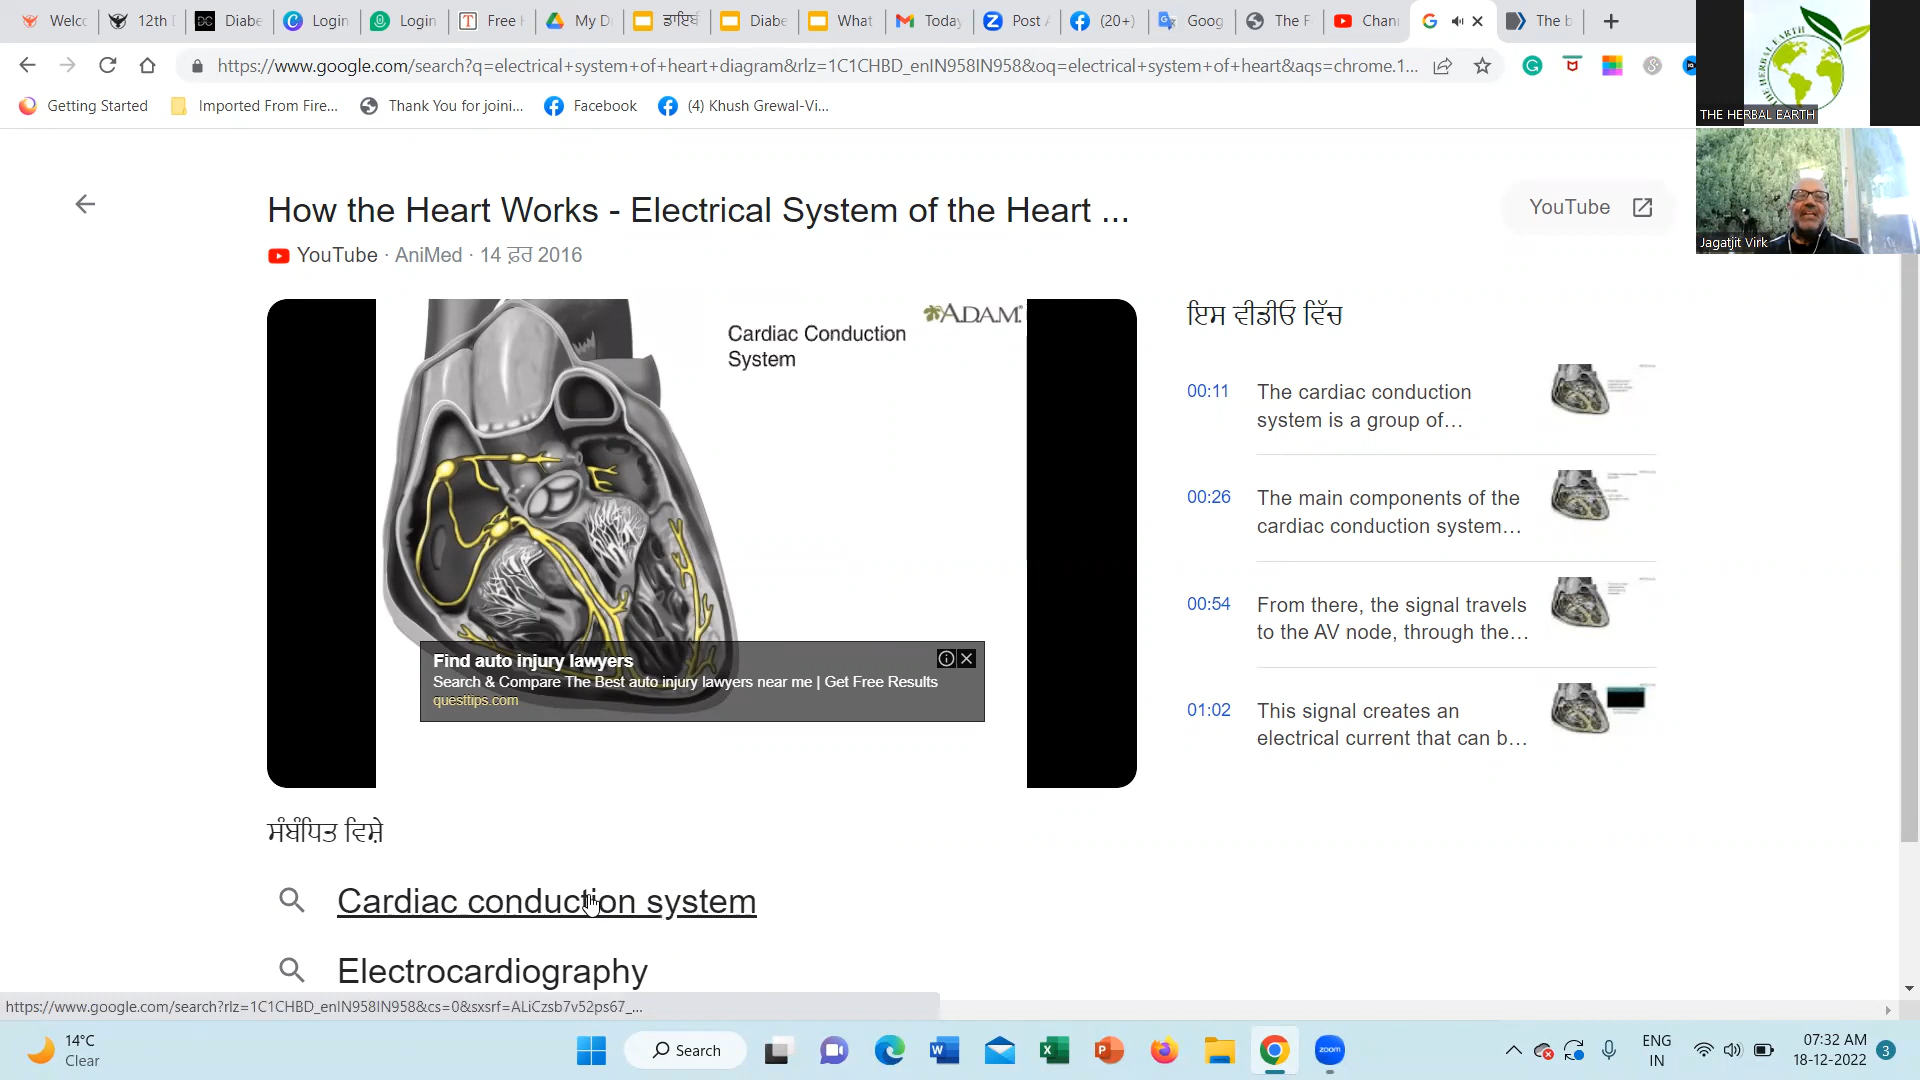 Welc
12th
Diabe
Login
Login
Free
My D
ਡਾਇਬ
Diabe
What
Today
Post
(20+)
Goog
The F
Chan
The b
https://www.google.com/search?q=electrical+system+of+heart+diagram&rlz=1C1CHBD_enIN958IN958&oq=electrical+system+of+heart&aqs=chrome.1...
Getting Started
Imported From Fire...
Thank You for joini...
Facebook
(4) Khush Grewal-Vi...
THE HERBAL EARTH
Jagatjit Virk
How the Heart Works - Electrical System of the Heart ...
YouTube · AniMed · 14 ਫ਼ਰ 2016
YouTube
A.D.A.M.
Cardiac Conduction
System
Find auto injury lawyers
Search & Compare The Best auto injury lawyers near me | Get Free Results
questtips.com
ਇਸ ਵੀਡੀਓ ਵਿੱਚ
00:11 The cardiac conduction
system is a group of...
00:26 The main components of the
cardiac conduction system...
00:54 From there, the signal travels
to the AV node, through the...
01:02 This signal creates an
electrical current that can b...
ਸੰਬੰਧਿਤ ਵਿਸ਼ੇ
Cardiac conduction system
Electrocardiography
https://www.google.com/search?rlz=1C1CHBD_enIN958IN958&cs=0&sxsrf=ALiCzsb7v52ps67_...
14°C
Clear
Search
zoom
ENG
IN
07:32 AM
18-12-2022
3